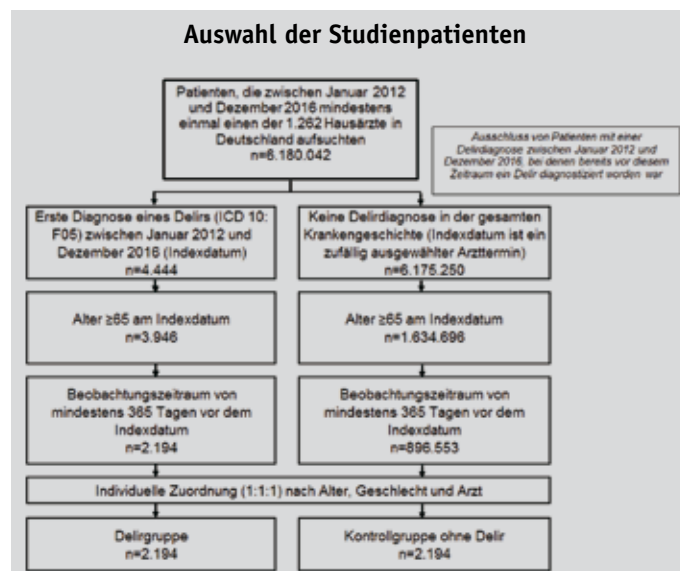 Auswahl der Studienpatienten
Patienten, die zwischen Januar 2012
und Dezember 2016 mindestens
einmal einen der 1.262 Hausärzte in
Deutschland aufsuchten
n=6.180.042
Ausschluss von Patienten mit einer
Delirdiagnose zwischen Januar 2012 und
Dezember 2016, bei denen bereits vor diesem
Zeitraum ein Delir diagnostiziert worden war
Erste Diagnose eines Delirs (ICD 10:
F05) zwischen Januar 2012 und
Dezember 2016 (Indexdatum)
n=4.444
Keine Delirdiagnose in der gesamten
Krankengeschichte (Indexdatum ist ein
zufällig ausgewählter Arzttermin)
n=6.175.250
Alter ≥65 am Indexdatum
n=3.946
Alter ≥65 am Indexdatum
n=1.634.696
Beobachtungszeitraum von
mindestens 365 Tagen vor dem
Indexdatum
n=2.194
Beobachtungszeitraum von
mindestens 365 Tagen vor dem
Indexdatum
n=896.553
Individuelle Zuordnung (1:1:1) nach Alter, Geschlecht und Arzt
Delirgruppe
n=2.194
Kontrollgruppe ohne Delir
n=2.194